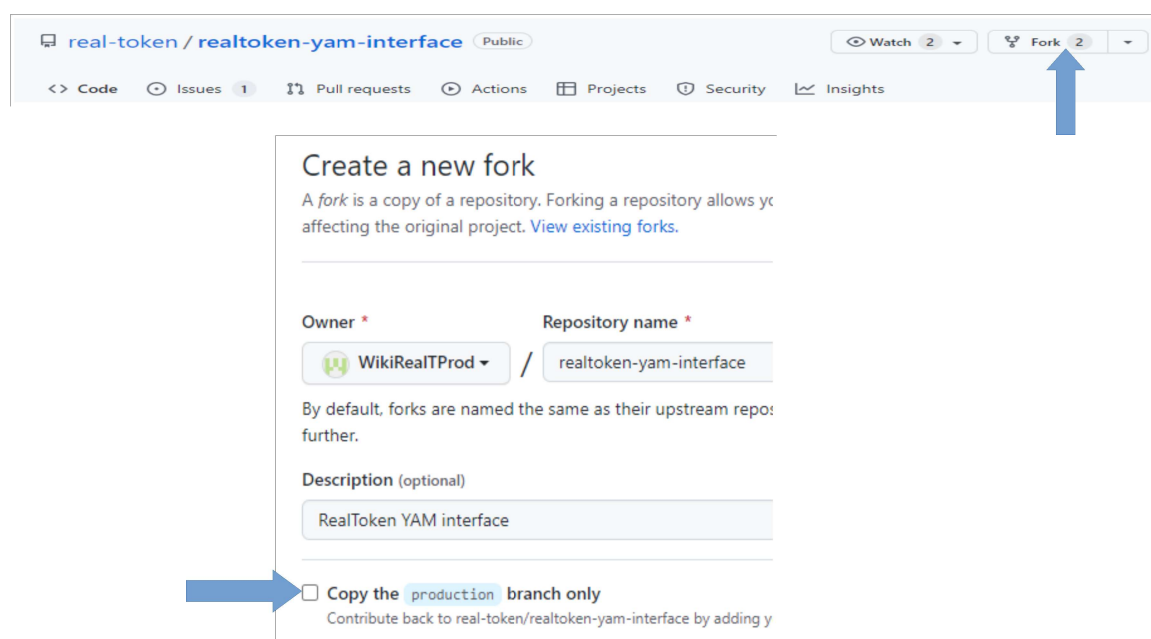 real-token / realtoken-yam-interface Public
Watch 2 Fork 2
<> Code Issues 1 Pull requests Actions Projects Security Insights
Create a new fork
A fork is a copy of a repository. Forking a repository allows yo
affecting the original project. View existing forks.
Owner * Repository name *
WikiRealTProd / realtoken-yam-interface
By default, forks are named the same as their upstream repos
further.
Description (optional)
RealToken YAM interface
Copy the production branch only
Contribute back to real-token/realtoken-yam-interface by adding y